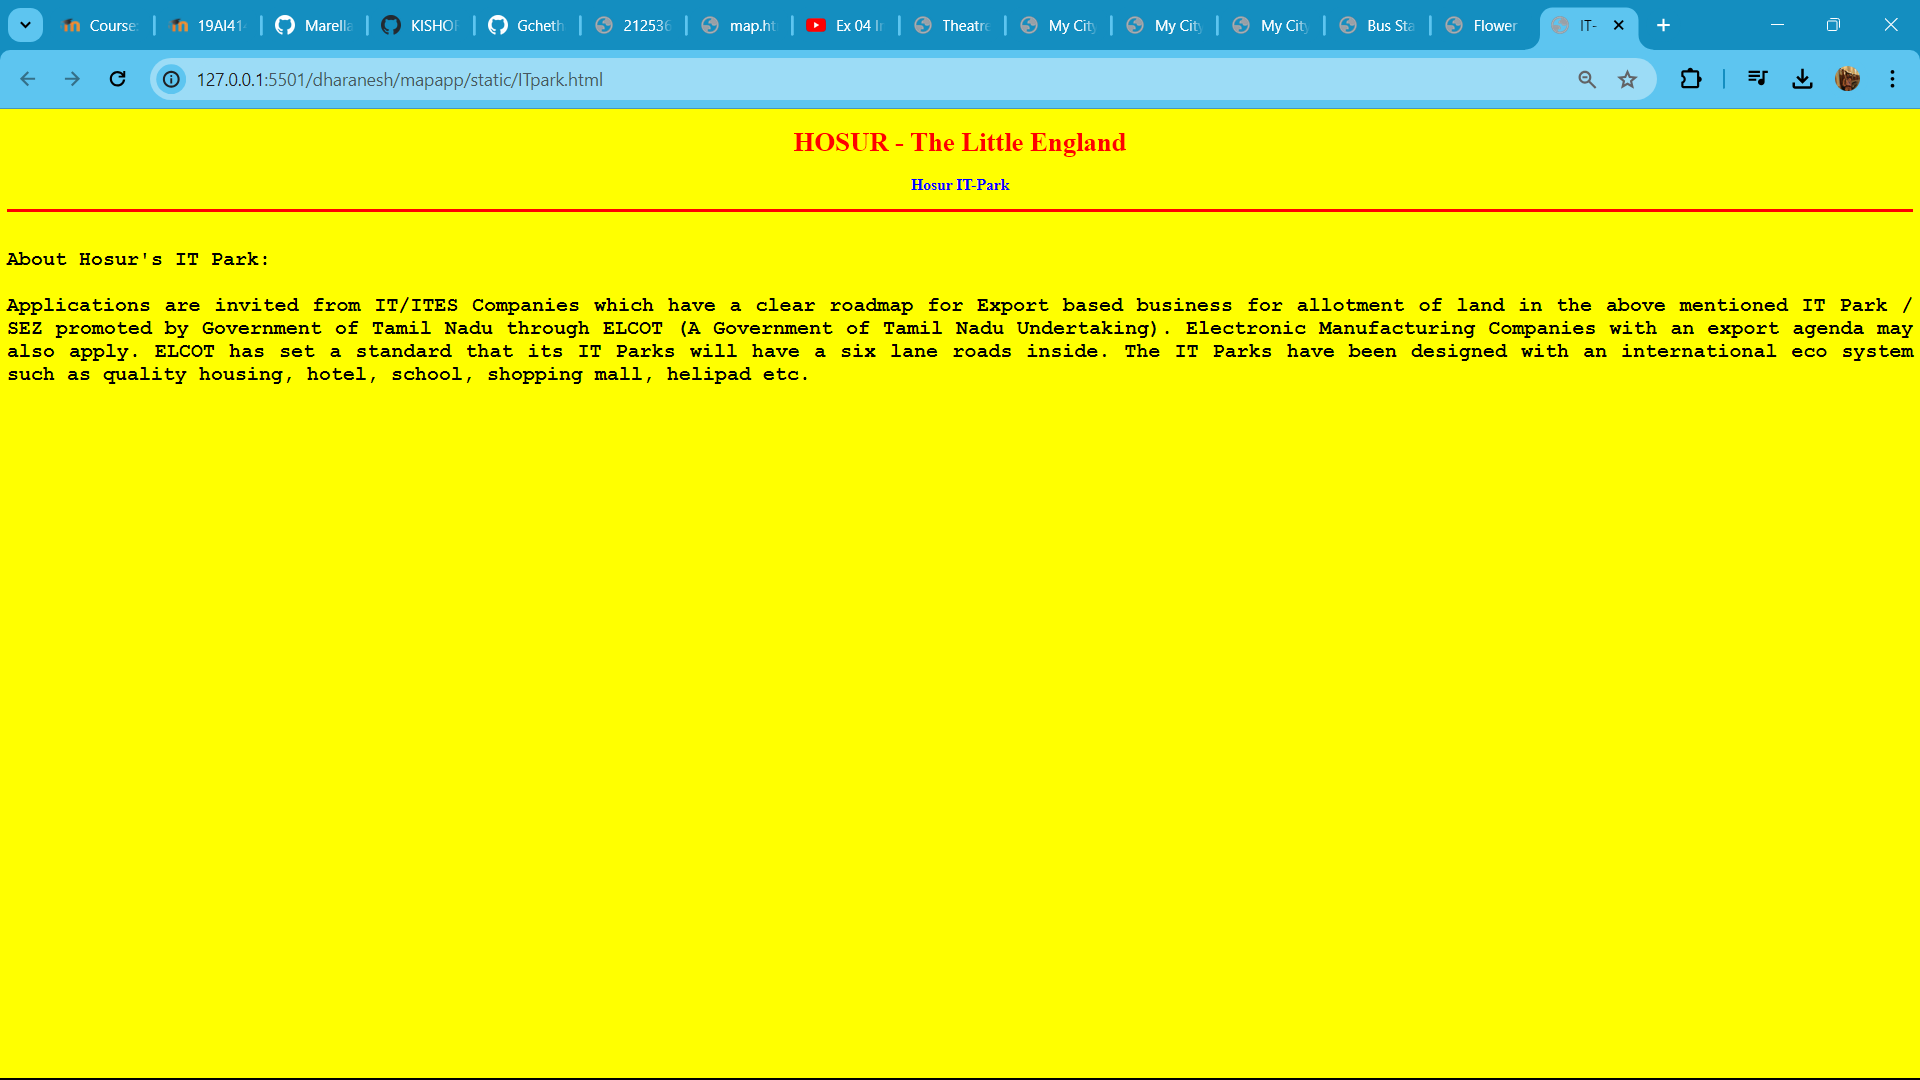 Course
19AI41
Marella
KISHO
Gcheth
212536
map.ht
Ex 04 I
Theatre
My City
My City
My City
Bus Sta
Flower
IT-
127.0.0.1:5501/dharanesh/mapapp/static/ITpark.html
HOSUR - The Little England
Hosur IT-Park
About Hosur's IT Park:
Applications are invited from IT/ITES Companies which have a clear roadmap for Export based business for allotment of land in the above mentioned IT Park /
SEZ promoted by Government of Tamil Nadu through ELCOT (A Government of Tamil Nadu Undertaking). Electronic Manufacturing Companies with an export agenda may
also apply. ELCOT has set a standard that its IT Parks will have a six lane roads inside. The IT Parks have been designed with an international eco system
such as quality housing, hotel, school, shopping mall, helipad etc.